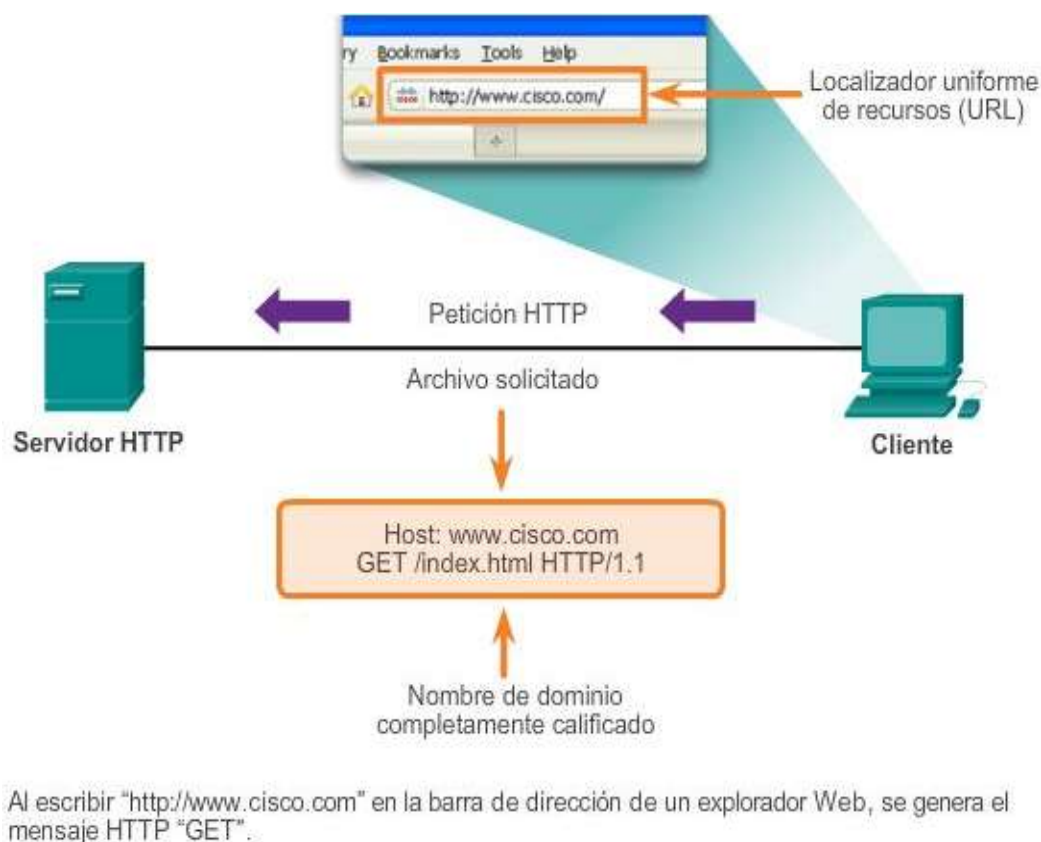 ry Bookmarks Tools Help
http://www.cisco.com/
Localizador uniforme
de recursos (URL)
Petición HTTP
Archivo solicitado
Servidor HTTP
Cliente
Host: www.cisco.com
GET /index.html HTTP/1.1
Nombre de dominio
completamente calificado
Al escribir “http://www.cisco.com” en la barra de dirección de un explorador Web, se genera el
mensaje HTTP “GET”.